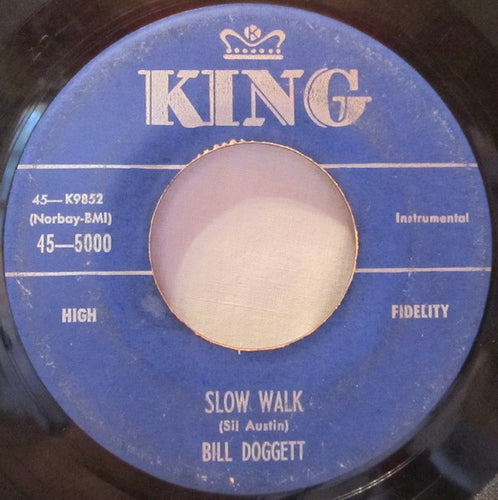 K
KING
45—K9852
(Norbay-BMI)
45—5000
Instrumental
HIGH
FIDELITY
SLOW WALK
(Sil Austin)
BILL DOGGETT